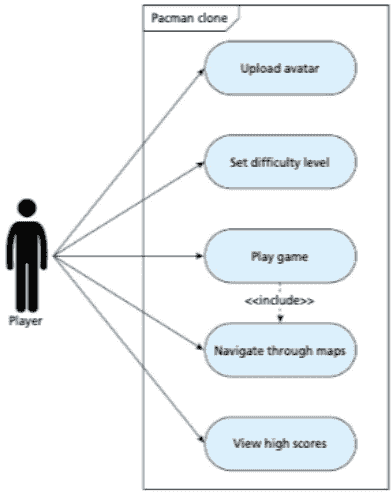 Pacman clone
Upload avatar
Set difficulty level
Play game
<<include>>
Player
Navigate through maps
View high scores